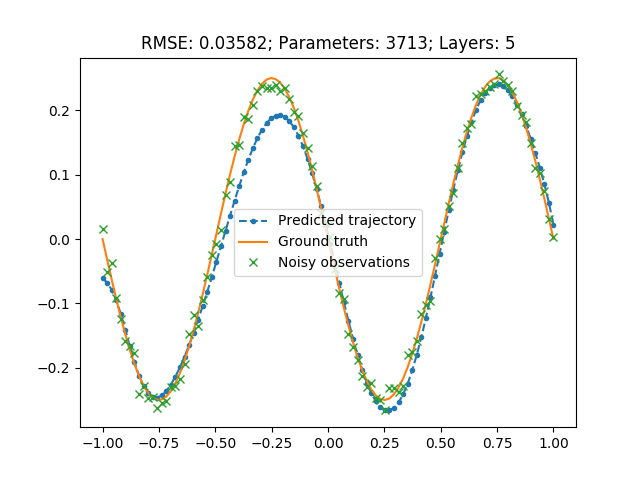 RMSE: 0.03582; Parameters: 3713; Layers: 5
0.2
0.1
0.0
−0.1
−0.2
Predicted trajectory
Ground truth
Noisy observations
−1.00 −0.75 −0.50 −0.25 0.00 0.25 0.50 0.75 1.00